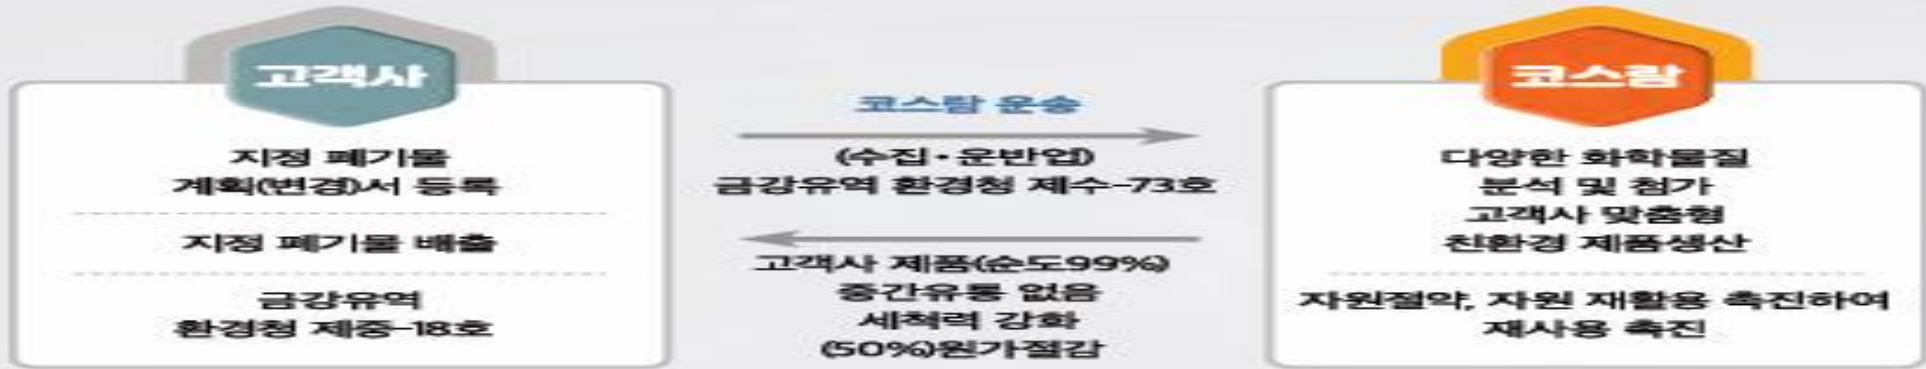 고객사
지정 폐기물
계획(변경)서 등록
지정 폐기물 배출
금강유역
환경청 제중-18호
코스람 운송
(수집·운반업)
금강유역 환경청 제수-73호
고객사 제품(순도99%)
중간유통 없음
세척력 강화
(50%)원가절감
코스람
다양한 화학물질
분석 및 첨가
고객사 맞춤형
친환경 제품생산
자원절약, 자원 재활용 촉진하여
재사용 촉진